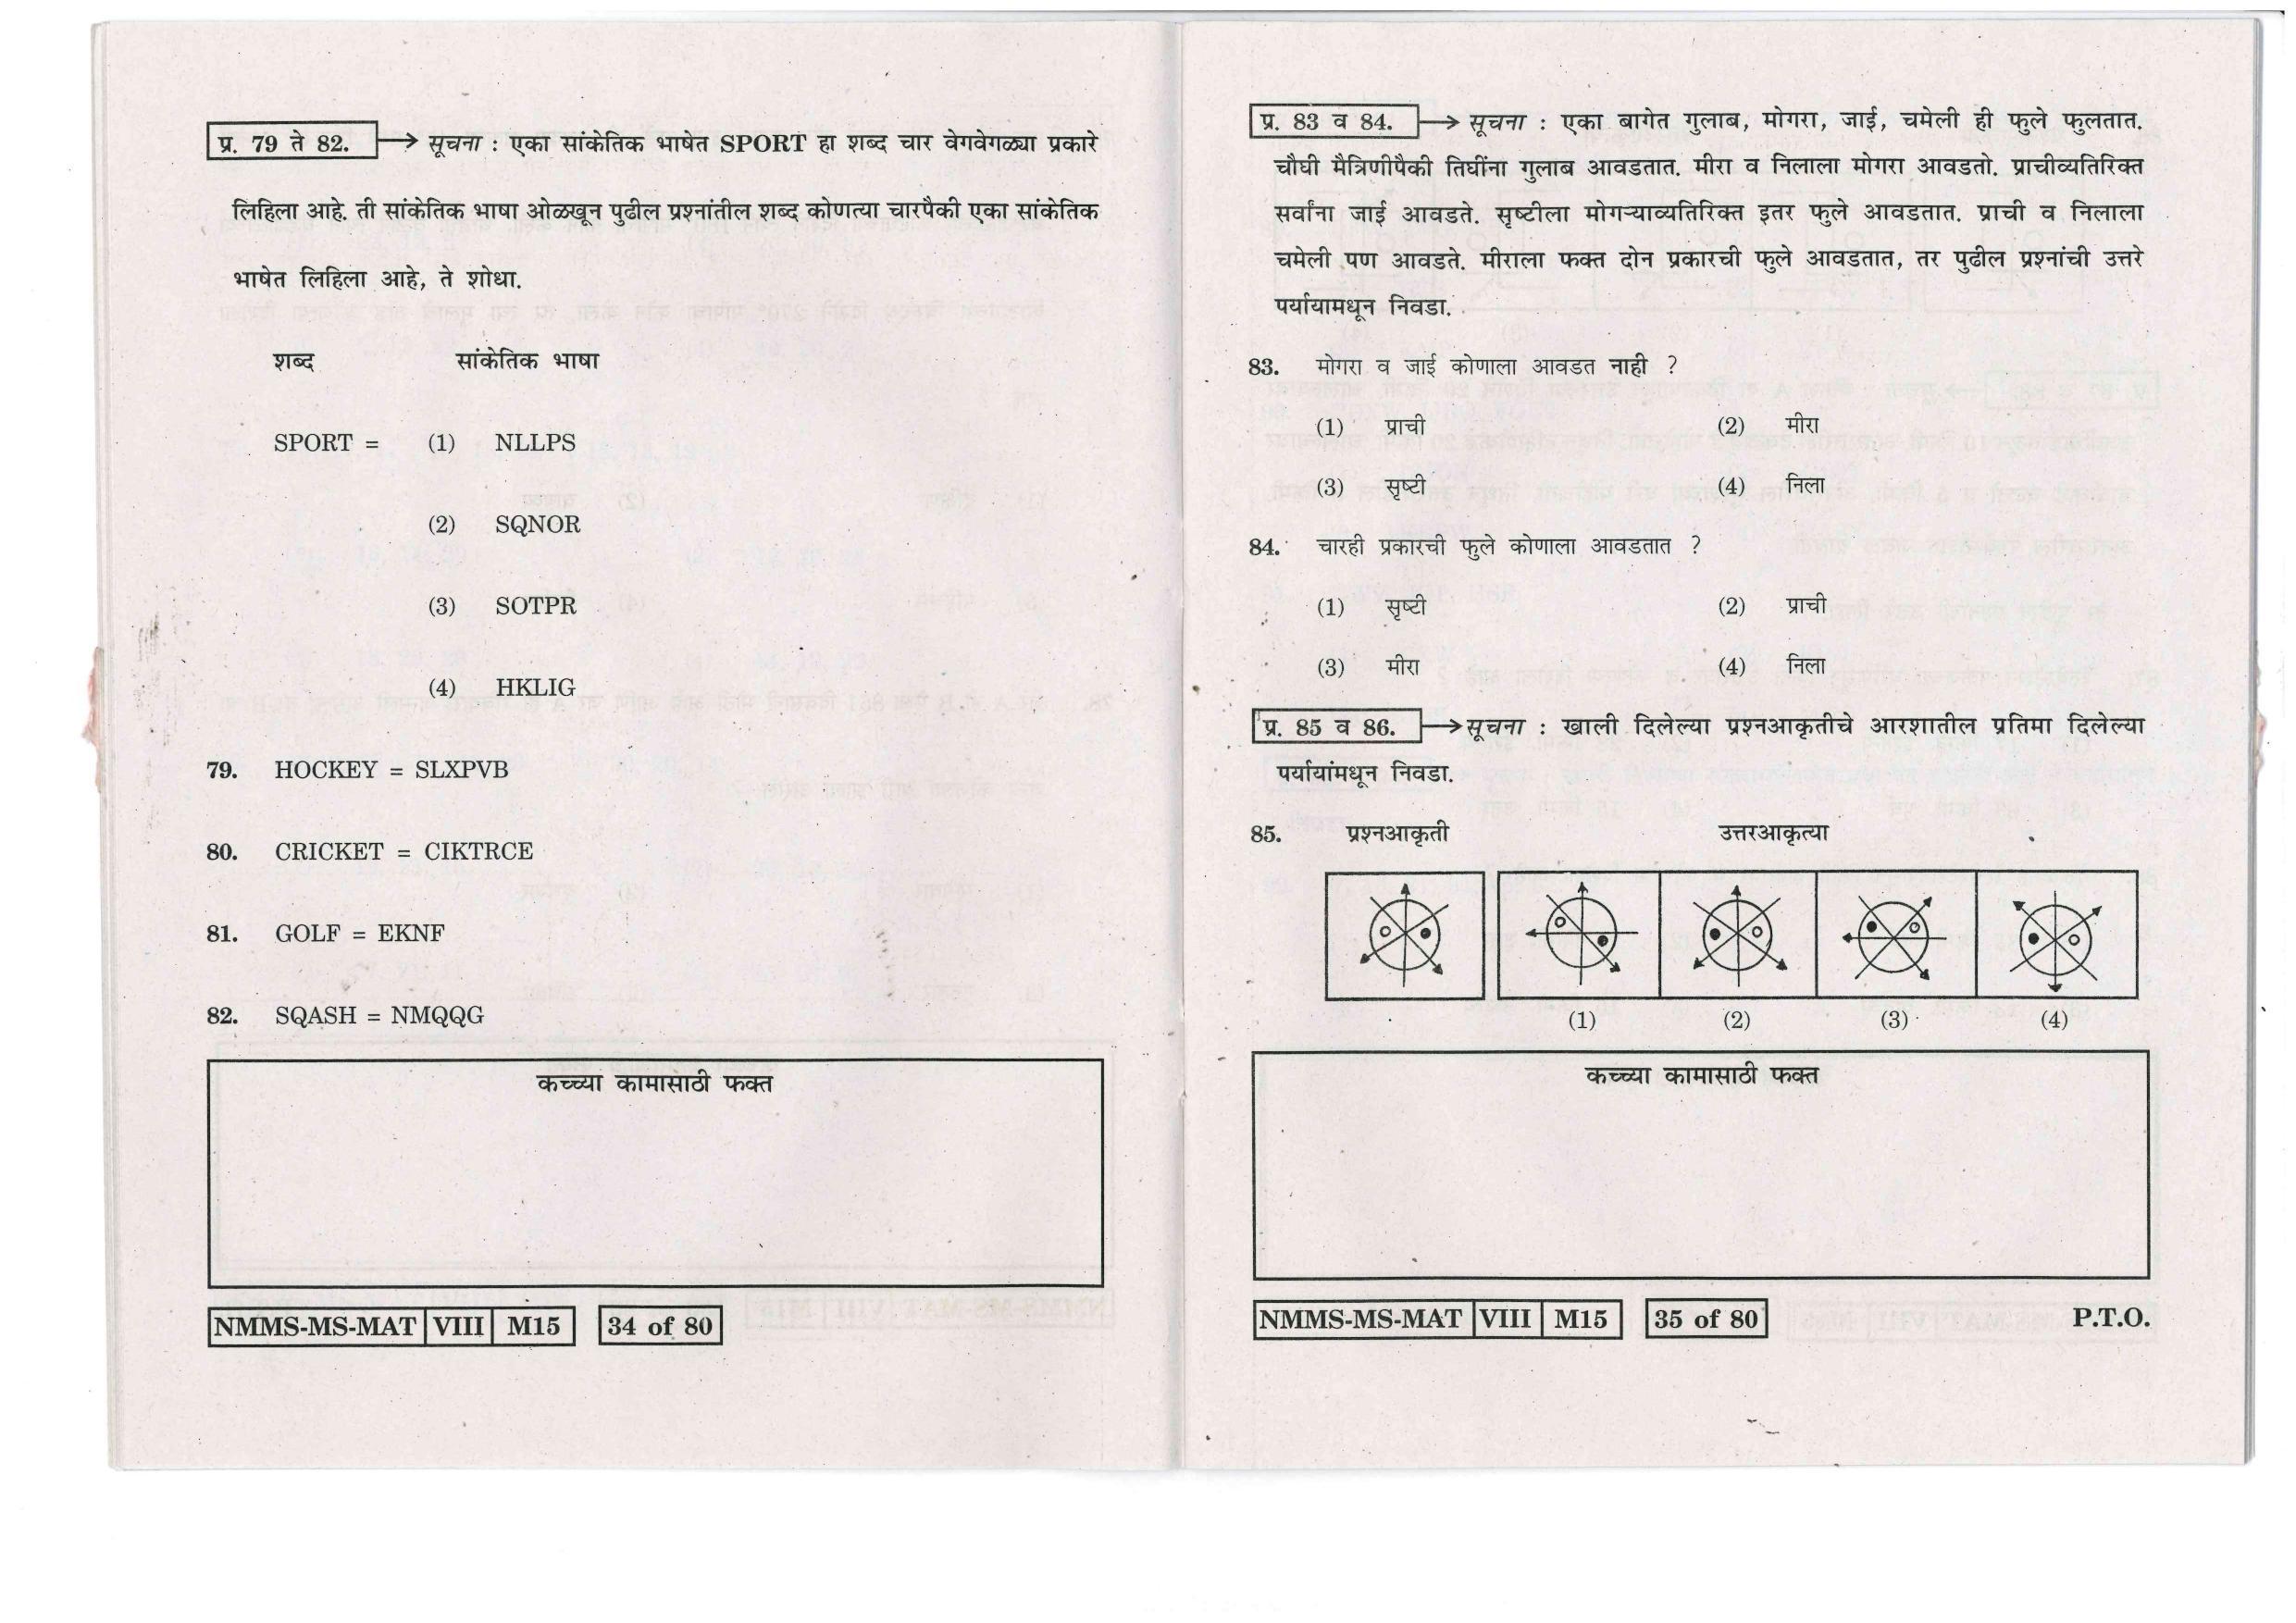 प्र. 79 ते 82. → सूचना : एका सांकेतिक भाषेत SPORT हा शब्द चार वेगवेगळ्या प्रकारे
लिहिला आहे. ती सांकेतिक भाषा ओळखून पुढील प्रश्नांतील शब्द कोणत्या चारपैकी एका सांकेतिक
भाषेत लिहिला आहे, ते शोधा.
शब्द सांकेतिक भाषा
SPORT = (1) NLLPS
(2) SQNOR
(3) SOTPR
(4) HKLIG
79. HOCKEY = SLXPVB
80. CRICKET = CIKTRCE
81. GOLF = EKNF
82. SQASH = NMQQG
कच्च्या कामासाठी फक्त
NMMS-MS-MAT VIII M15 34 of 80
प्र. 83 व 84. → सूचना : एका बागेत गुलाब, मोगरा, जाई, चमेली ही फुले फुलतात.
चौघी मैत्रिणीपैकी तिघींना गुलाब आवडतात. मीरा व निलाला मोगरा आवडतो. प्राचीव्यतिरिक्त
सर्वांना जाई आवडते. सृष्टीला मोगऱ्याव्यतिरिक्त इतर फुले आवडतात. प्राची व निलाला
चमेली पण आवडते. मीराला फक्त दोन प्रकारची फुले आवडतात, तर पुढील प्रश्नांची उत्तरे
पर्यायामधून निवडा.
83. मोगरा व जाई कोणाला आवडत नाही ?
(1) प्राची (2) मीरा
(3) सृष्टी (4) निला
84. चारही प्रकारची फुले कोणाला आवडतात ?
(1) सृष्टी (2) प्राची
(3) मीरा (4) निला
प्र. 85 व 86. → सूचना : खाली दिलेल्या प्रश्नआकृतीचे आरशातील प्रतिमा दिलेल्या
पर्यायांमधून निवडा.
85. प्रश्नआकृती उत्तरआकृत्या
(1) (2) (3) (4)
कच्च्या कामासाठी फक्त
NMMS-MS-MAT VIII M15 35 of 80 P.T.O.